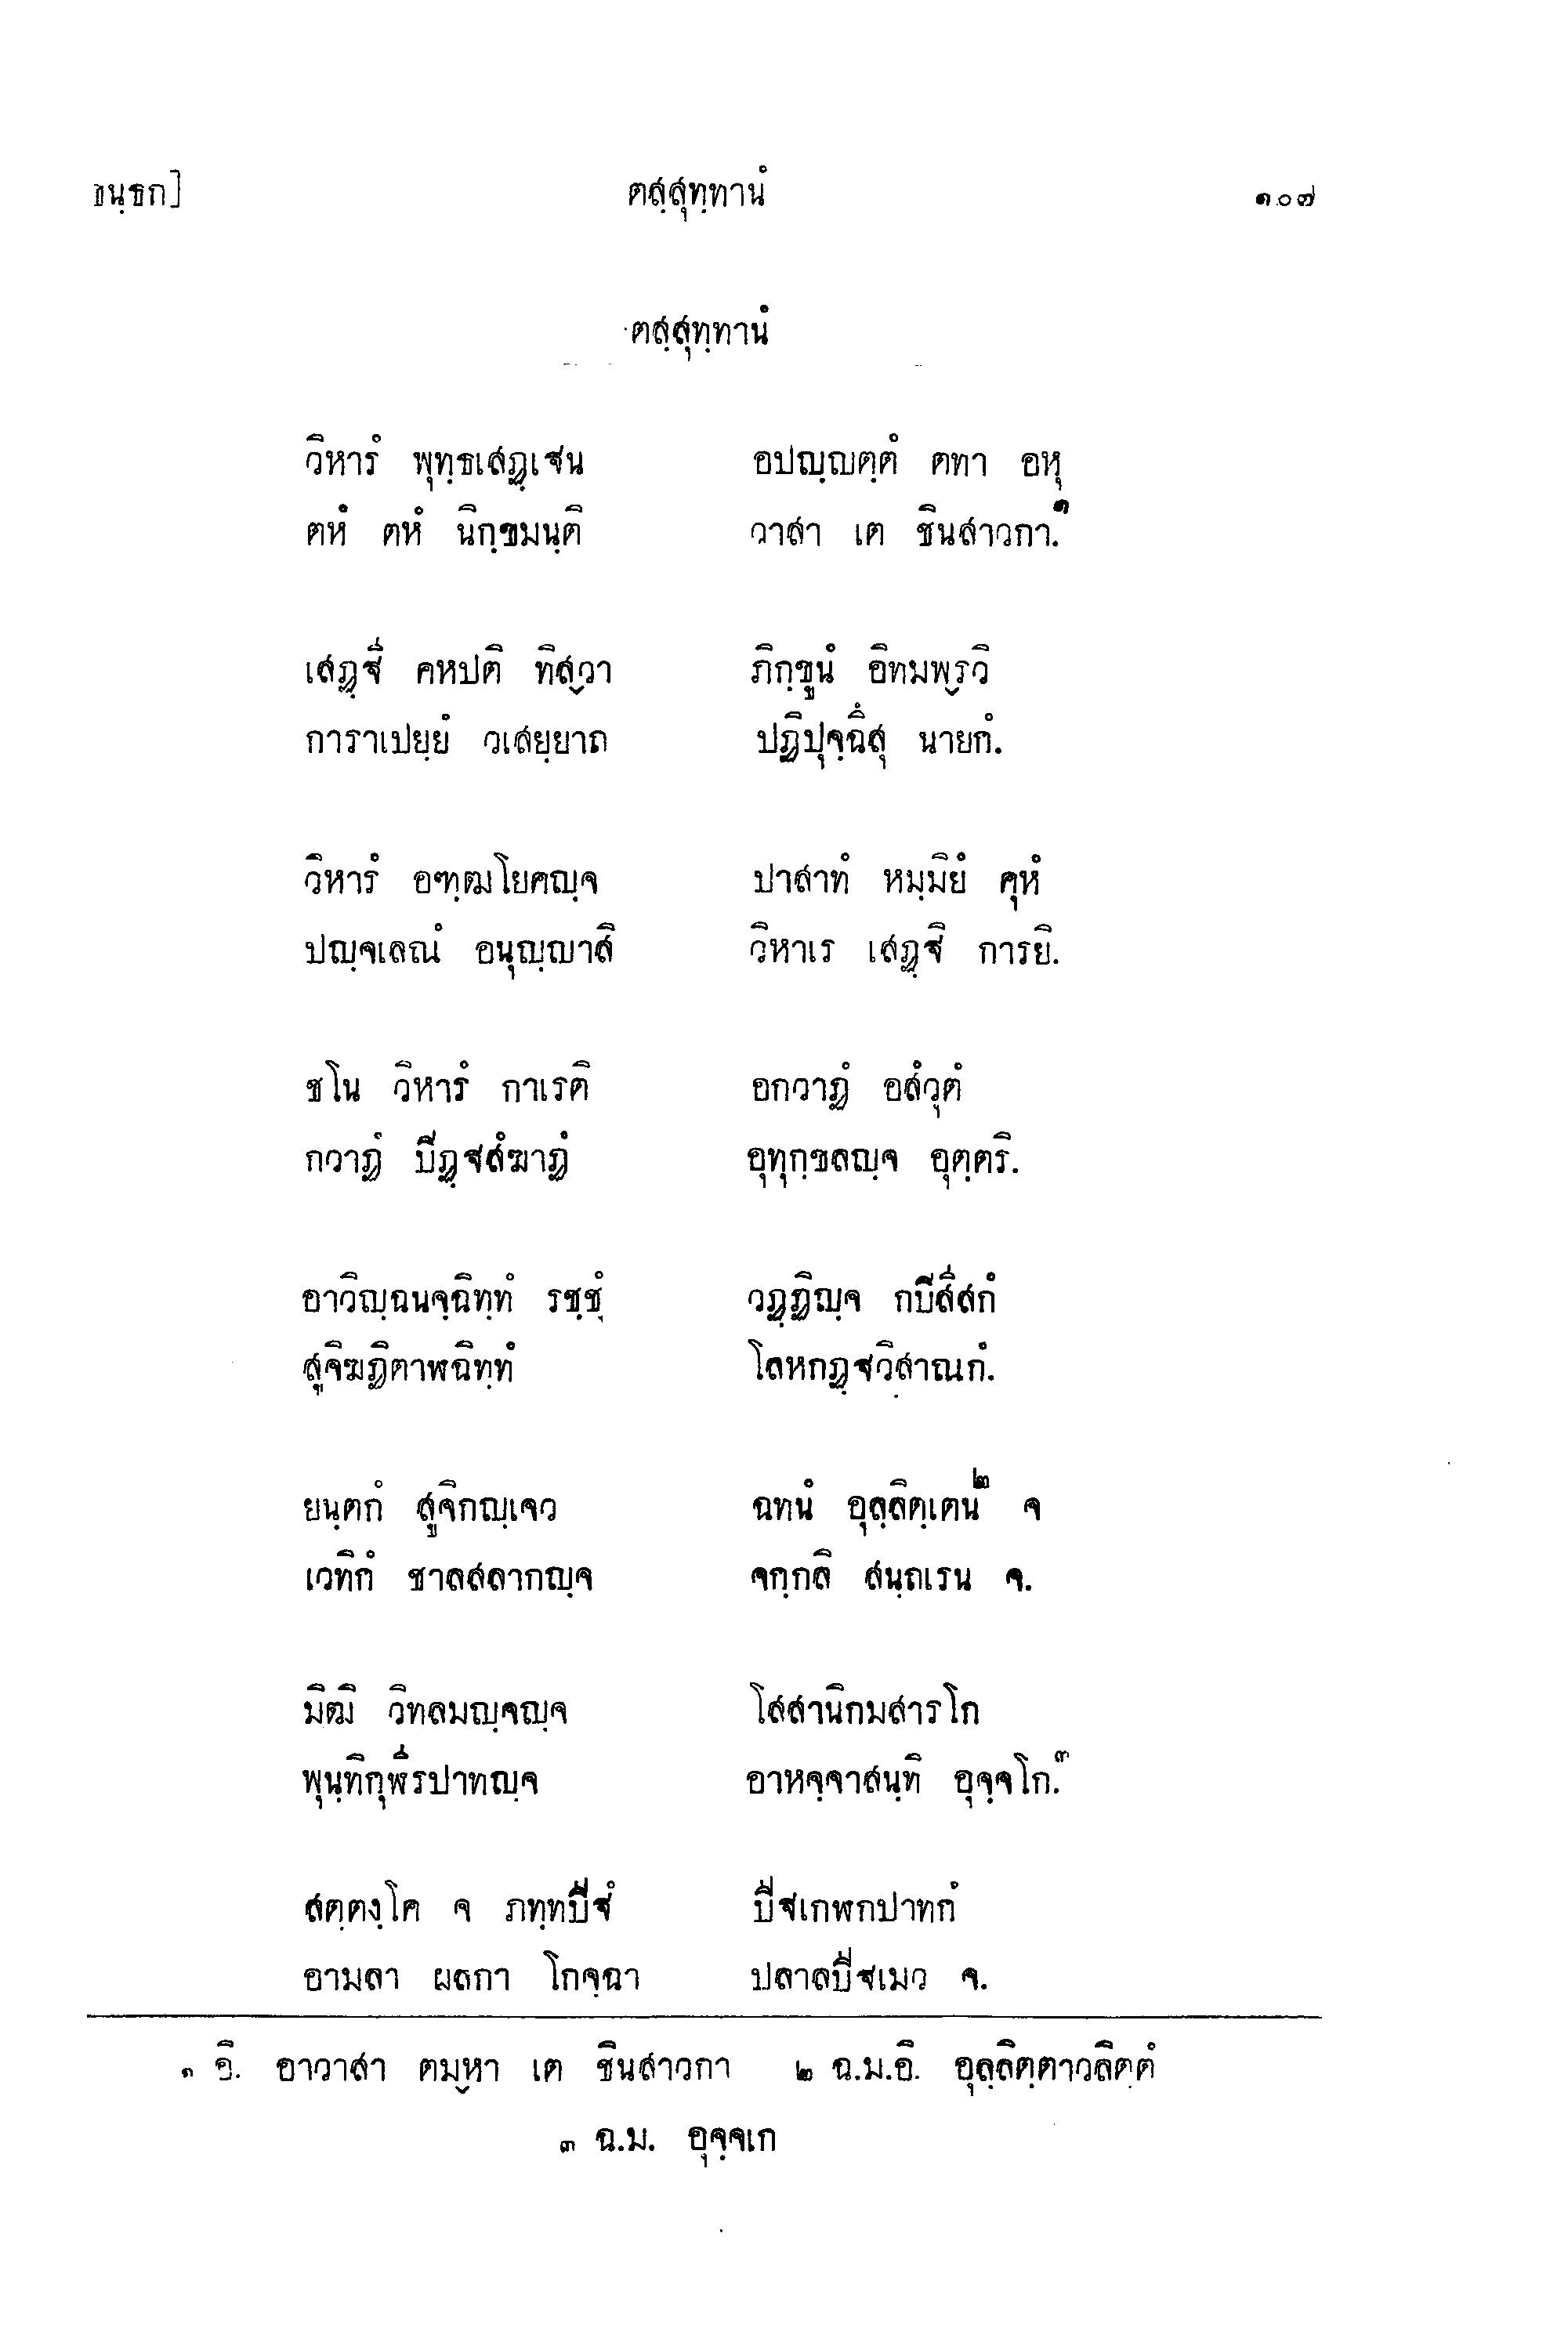 ขนฺธก] ตสฺสุทฺทานํ ๑๐๗
ตสฺสุทฺทานํ
วิหารํ พุทฺธเสฏฺเฐน อปญฺญตฺตํ ตทา อหุ
ตหํ ตหํ นิกฺขมนฺติ วาสา เต ชินสาวกา.๑
เสฏฺฐี คหปติ ทิสฺวา ภิกฺขูนํ อิทมพฺรวิ
การาเปยฺยํ วเสยฺยาถ ปฏิปุจฺฉึสุ นายกํ.
วิหารํ อฑฺฒโยคญฺจ ปาสาทํ หมฺมิยํ คุหํ
ปญฺจเลณํ อนุญฺญาสิ วิหาเร เสฏฺฐิ การยิ.
ชโน วิหารํ กาเรติ อกวาฏํ อสํวุตํ
กวาฏํ ปีฏฺฐสํฆาฏํ อุทุกฺขลญฺจ อุตฺตริ.
อาวิญฺฉนจฺฉิทฺทํ รชฺชุํ วฏฺฏิญฺจ กปีสีสกํ
สูจิฆฏิตาฬฉิทฺทํ โลหกฏฺฐวิสาณกํ.
ยนฺตกํ สูจิกญฺเจว ฉทนํ อุลฺลิตฺเตน๒ จ
เวทิกํ ชาลสลากญฺจ จกฺกลิ สนฺถเรน จ.
มิฒิ วิทลมญฺจญฺจ โสสานิกมสารโก
พุนฺทิกุฬีรปาทญฺจ อาหจฺจาสนฺทิ อุจฺจโก.๓
สตฺตงฺโค จ ภทฺทปีฐํ ปีฐเกฬกปาทกํ
อามลา ผลกา โกจฺฉา ปลาลปีฐเมว จ.
๑ อิ. อาวาสา ตมฺหา เต ชินสาวกา ๒ ฉ.ม.อิ. อุลฺลิตฺตาวลิตฺตํ
๓ ฉ.ม. อุจฺจเก